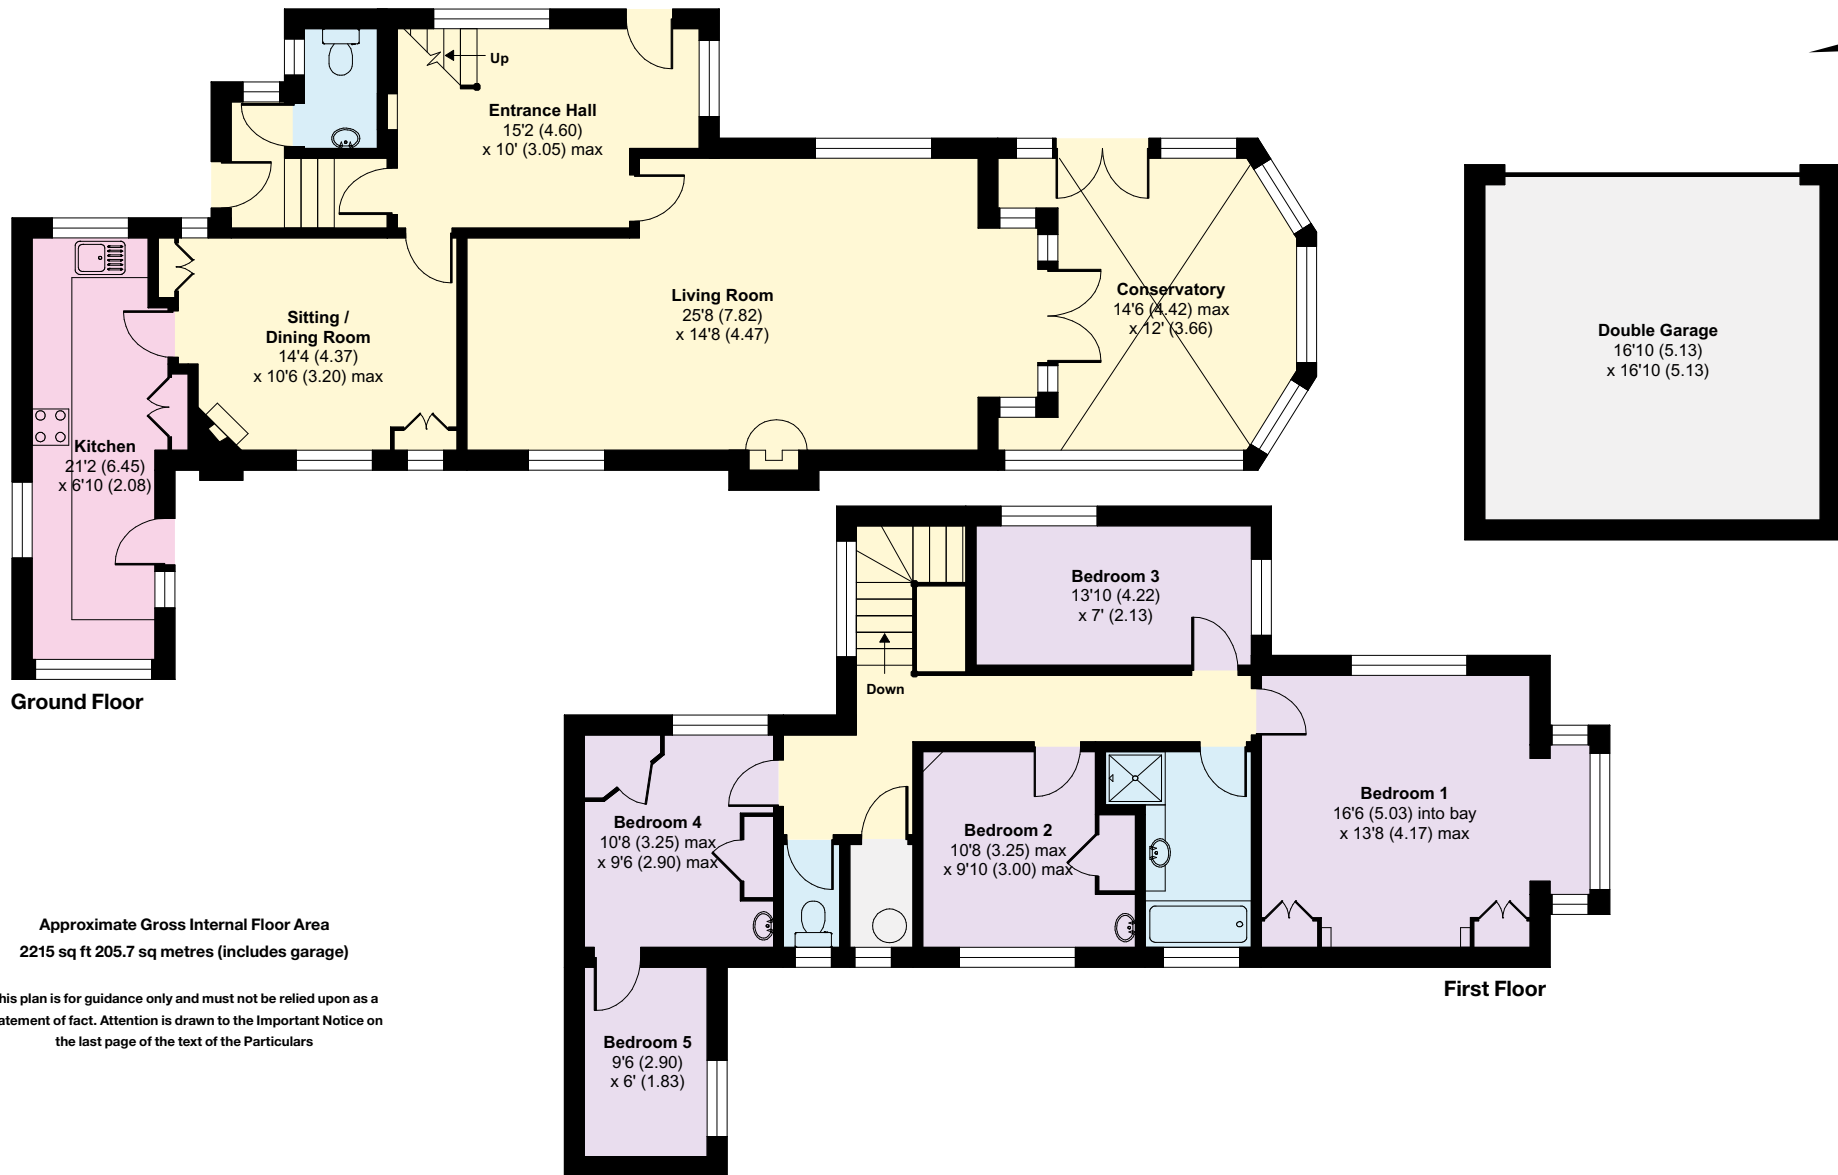 Up
Entrance Hall
15'2 (4.60)
x 10' (3.05) max
Sitting /
Dining Room
14'4 (4.37)
x 10'6 (3.20) max
Living Room
25'8 (7.82)
x 14'8 (4.47)
Conservatory
14'6 (4.42) max
x 12' (3.66)
Double Garage
16'10 (5.13)
x 16'10 (5.13)
Kitchen
21'2 (6.45)
x 6'10 (2.08)
Ground Floor
Bedroom 3
13'10 (4.22)
x 7' (2.13)
Down
Bedroom 4
10'8 (3.25) max
x 9'6 (2.90) max
Bedroom 2
10'8 (3.25) max
x 9'10 (3.00) max
Bedroom 1
16'6 (5.03) into bay
x 13'8 (4.17) max
First Floor
Bedroom 5
9'6 (2.90)
x 6' (1.83)
Approximate Gross Internal Floor Area
2215 sq ft 205.7 sq metres (includes garage)
his plan is for guidance only and must not be relied upon as a
atement of fact. Attention is drawn to the Important Notice on
the last page of the text of the Particulars